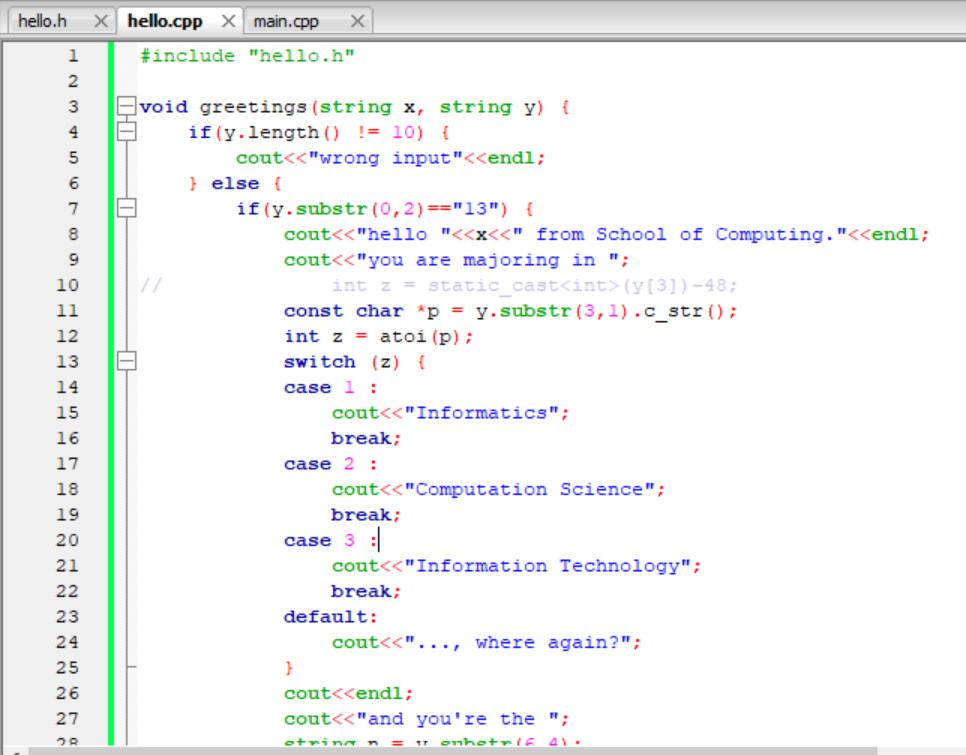 hello.h hello.cpp main.cpp
1 #include "hello.h"
2
3 void greetings(string x, string y) {
4 if(y.length() != 10) {
5 cout<<"wrong input"<<endl;
6 } else {
7 if(y.substr(0,2)=="13") {
8 cout<<"hello "<<x<<" from School of Computing."<<endl;
9 cout<<"you are majoring in ";
10 // int z = static_cast<int>(y[3])-48;
11 const char *p = y.substr(3,1).c_str();
12 int z = atoi(p);
13 switch (z) {
14 case 1 :
15 cout<<"Informatics";
16 break;
17 case 2 :
18 cout<<"Computation Science";
19 break;
20 case 3 :
21 cout<<"Information Technology";
22 break;
23 default:
24 cout<<"..., where again?";
25 }
26 cout<<endl;
27 cout<<"and you're the ";
28 string n = y.substr(6,4);